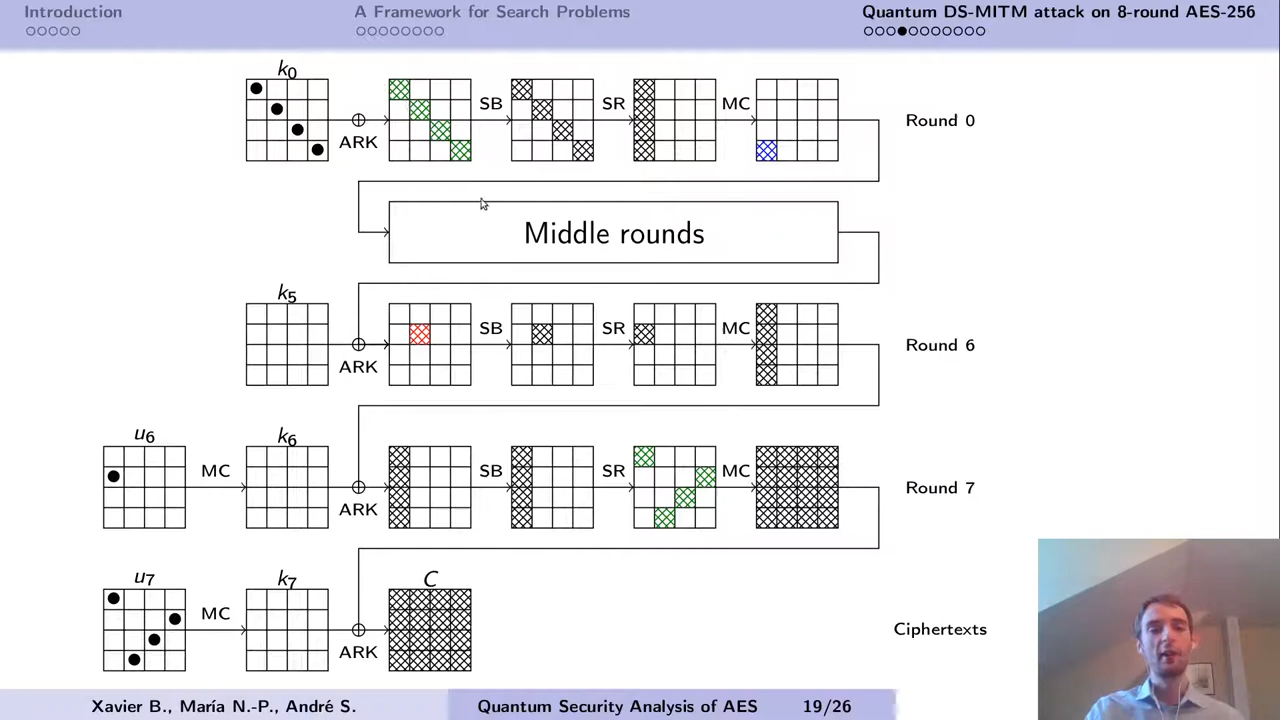 Introduction
A Framework for Search Problems
Quantum DS-MITM attack on 8-round AES-256
k0
ARK
SB
SR
MC
Round 0
Middle rounds
k5
ARK
SB
SR
MC
Round 6
u6
MC
k6
ARK
SB
SR
MC
Round 7
u7
MC
k7
ARK
C
Ciphertexts
Xavier B., María N.-P., André S.
Quantum Security Analysis of AES
19/26